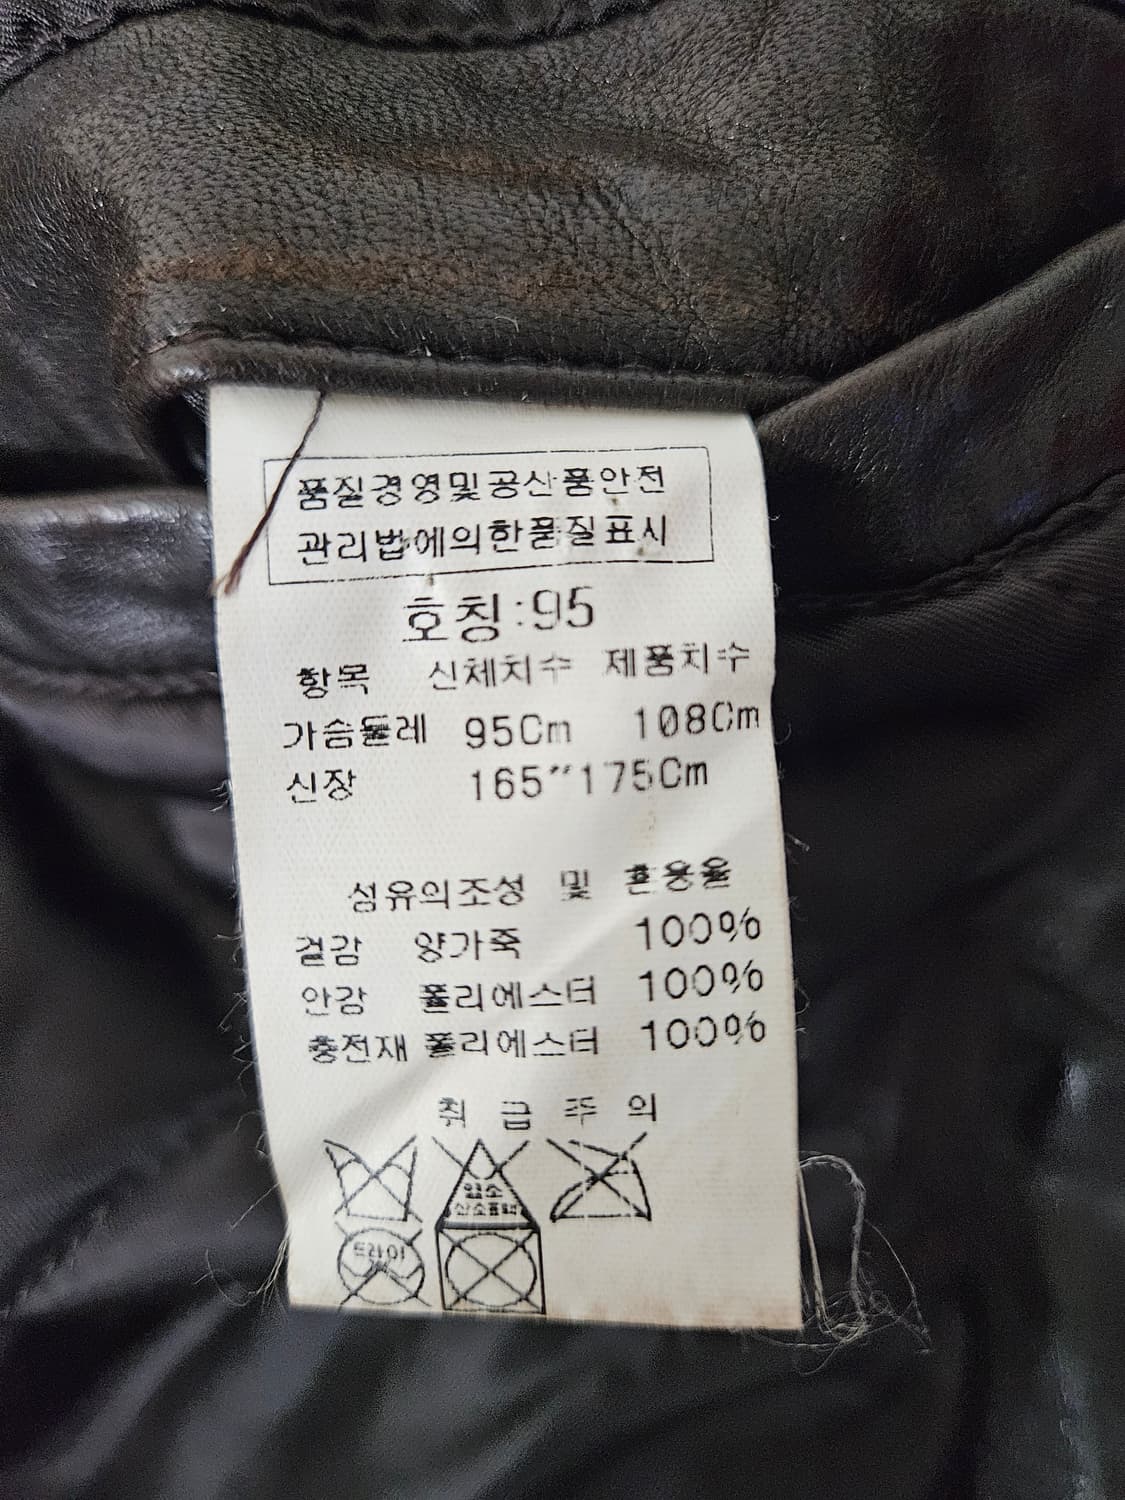 품질경영및공산품안전
관리법에의한품질표시
호칭:95
항목 신체치수 제품치수
가슴둘레 95Cm 108Cm
신장 165~175Cm
섬유의조성 및 혼용율
겉감 양가죽 100%
안감 폴리에스터 100%
충전재 폴리에스터 100%
취급주의
염소
산소표백
드라이